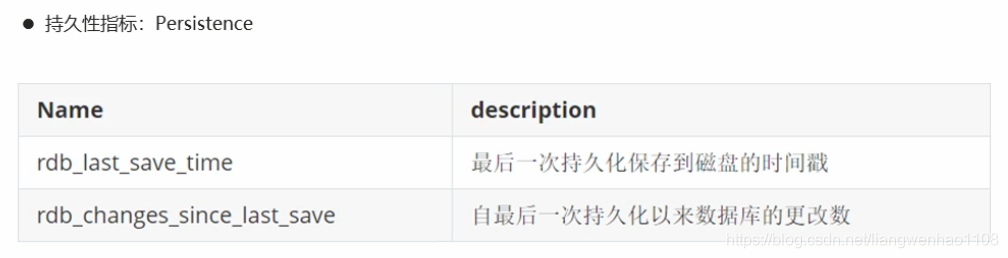 ● 持久性指标：Persistence
Name description
rdb_last_save_time 最后一次持久化保存到磁盘的时间戳
rdb_changes_since_last_save 自最后一次持久化以来数据库的更改数
https://blog.csdn.net/liangwenhao1108